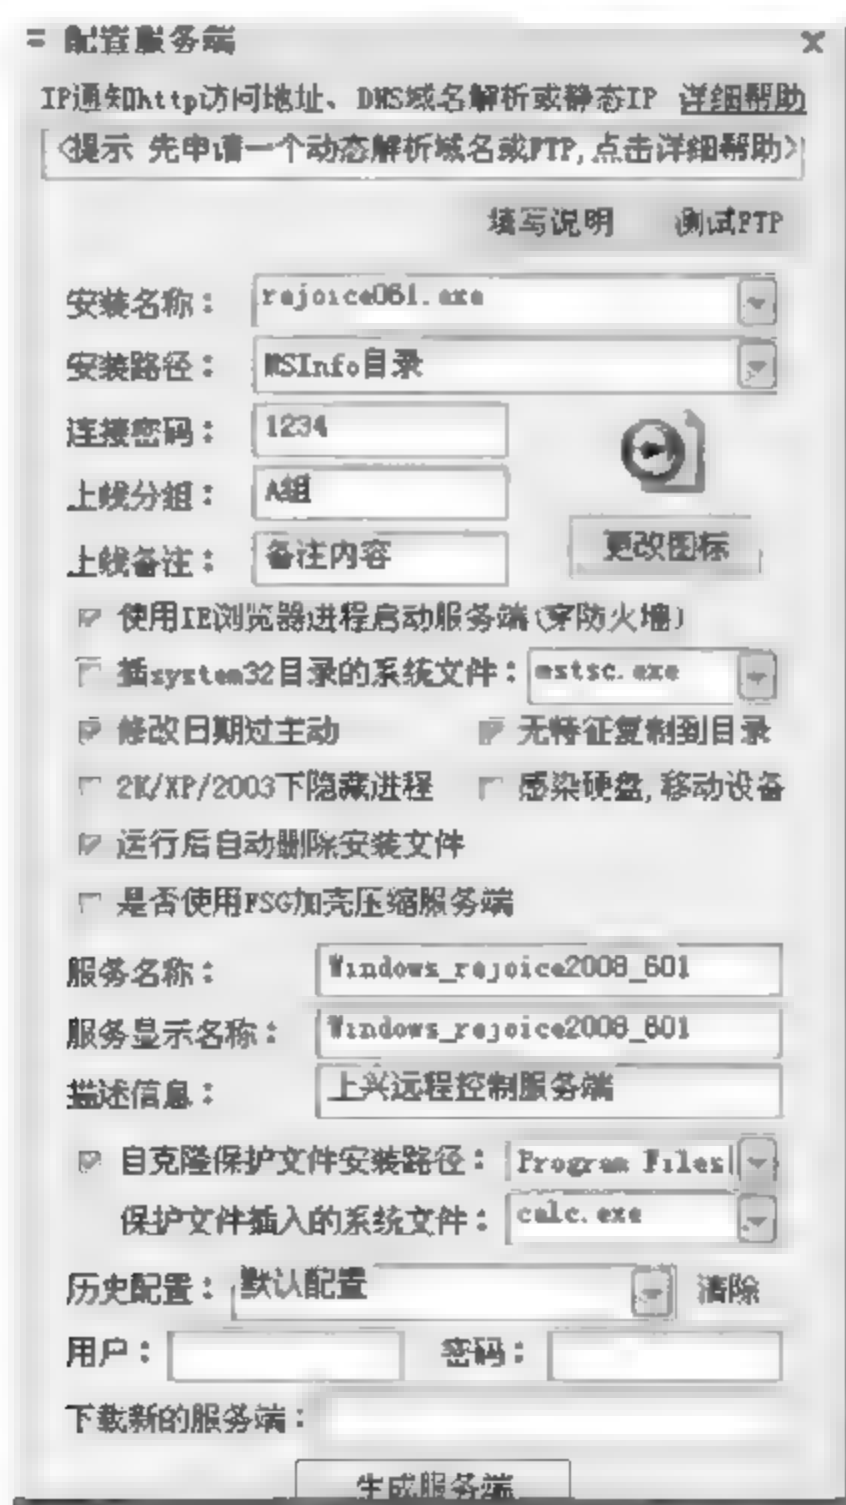 配置服务端
IP通知http访问地址、DNS域名解析或静态IP 详细帮助
<提示 先申请一个动态解析域名或FTP,点击详细帮助>
填写说明 测试FTP
安装名称: rejoice061.exe
安装路径: MSInfo目录
连接密码: 1234
上线分组: A组
上线备注: 备注内容
更改图标
使用IE浏览器进程启动服务端(穿防火墙)
插system32目录的系统文件: mstsc.exe
修改日期过主动 无特征复制到目录
2K/XP/2003下隐藏进程 感染硬盘,移动设备
运行后自动删除安装文件
是否使用FSG加壳压缩服务端
服务名称: Windows_rejoice2008_601
服务显示名称: Windows_rejoice2008_601
描述信息: 上兴远程控制服务端
自克隆保护文件安装路径: Program Files
保护文件插入的系统文件: calc.exe
历史配置: 默认配置 清除
用户: 密码:
下载新的服务端:
生成服务端